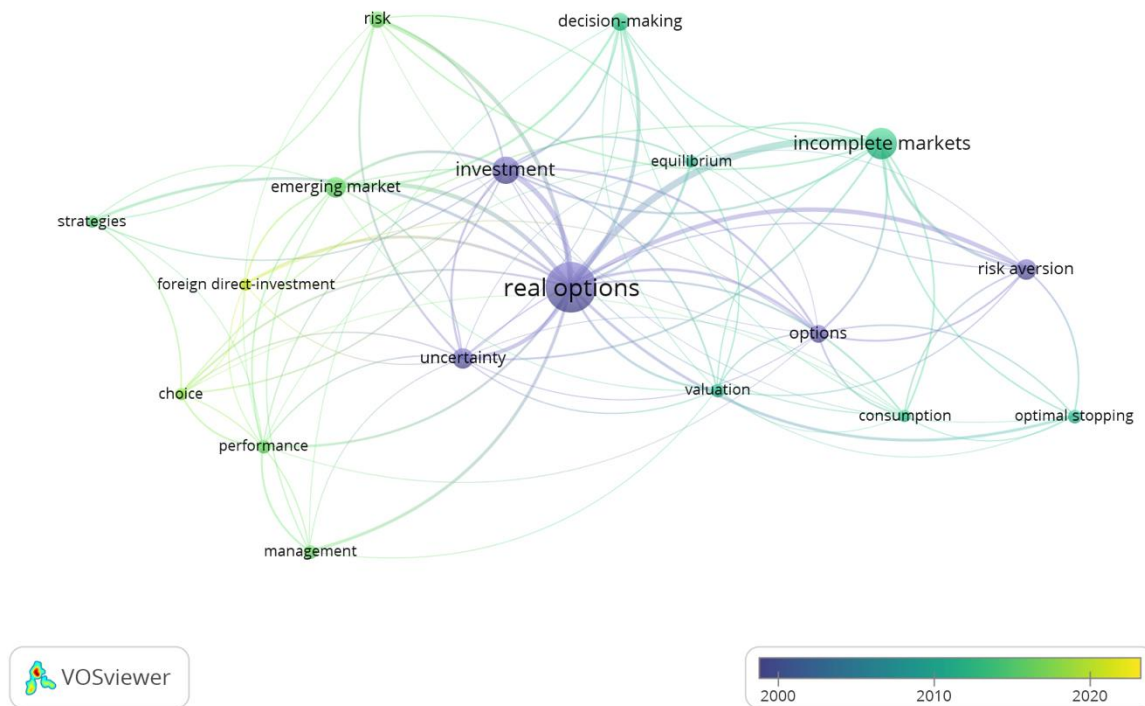 risk
decision-making
incomplete markets
equilibrium
investment
emerging market
strategies
risk aversion
foreign direct-investment
real options
options
uncertainty
valuation
choice
consumption
optimal stopping
performance
management
VOSviewer
2000
2010
2020